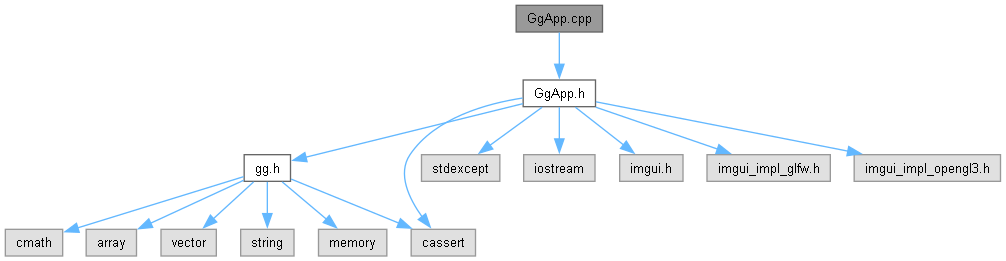 GgApp.cpp
GgApp.h
gg.h
stdexcept
iostream
imgui.h
imgui_impl_glfw.h
imgui_impl_opengl3.h
cmath
array
vector
string
memory
cassert